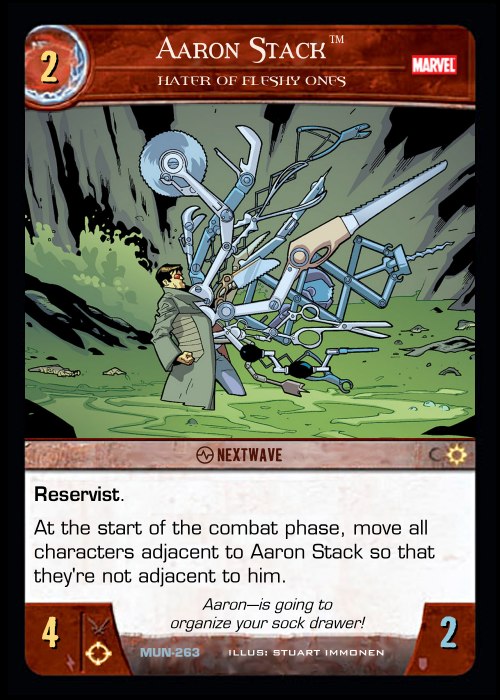 2
AARON STACK™
HATER OF FLESHY ONES
MARVEL
NEXTWAVE
Reservist.
At the start of the combat phase, move all
characters adjacent to Aaron Stack so that
they're not adjacent to him.
Aaron—is going to
organize your sock drawer!
4
MUN-263 ILLUS: STUART IMMONEN
2